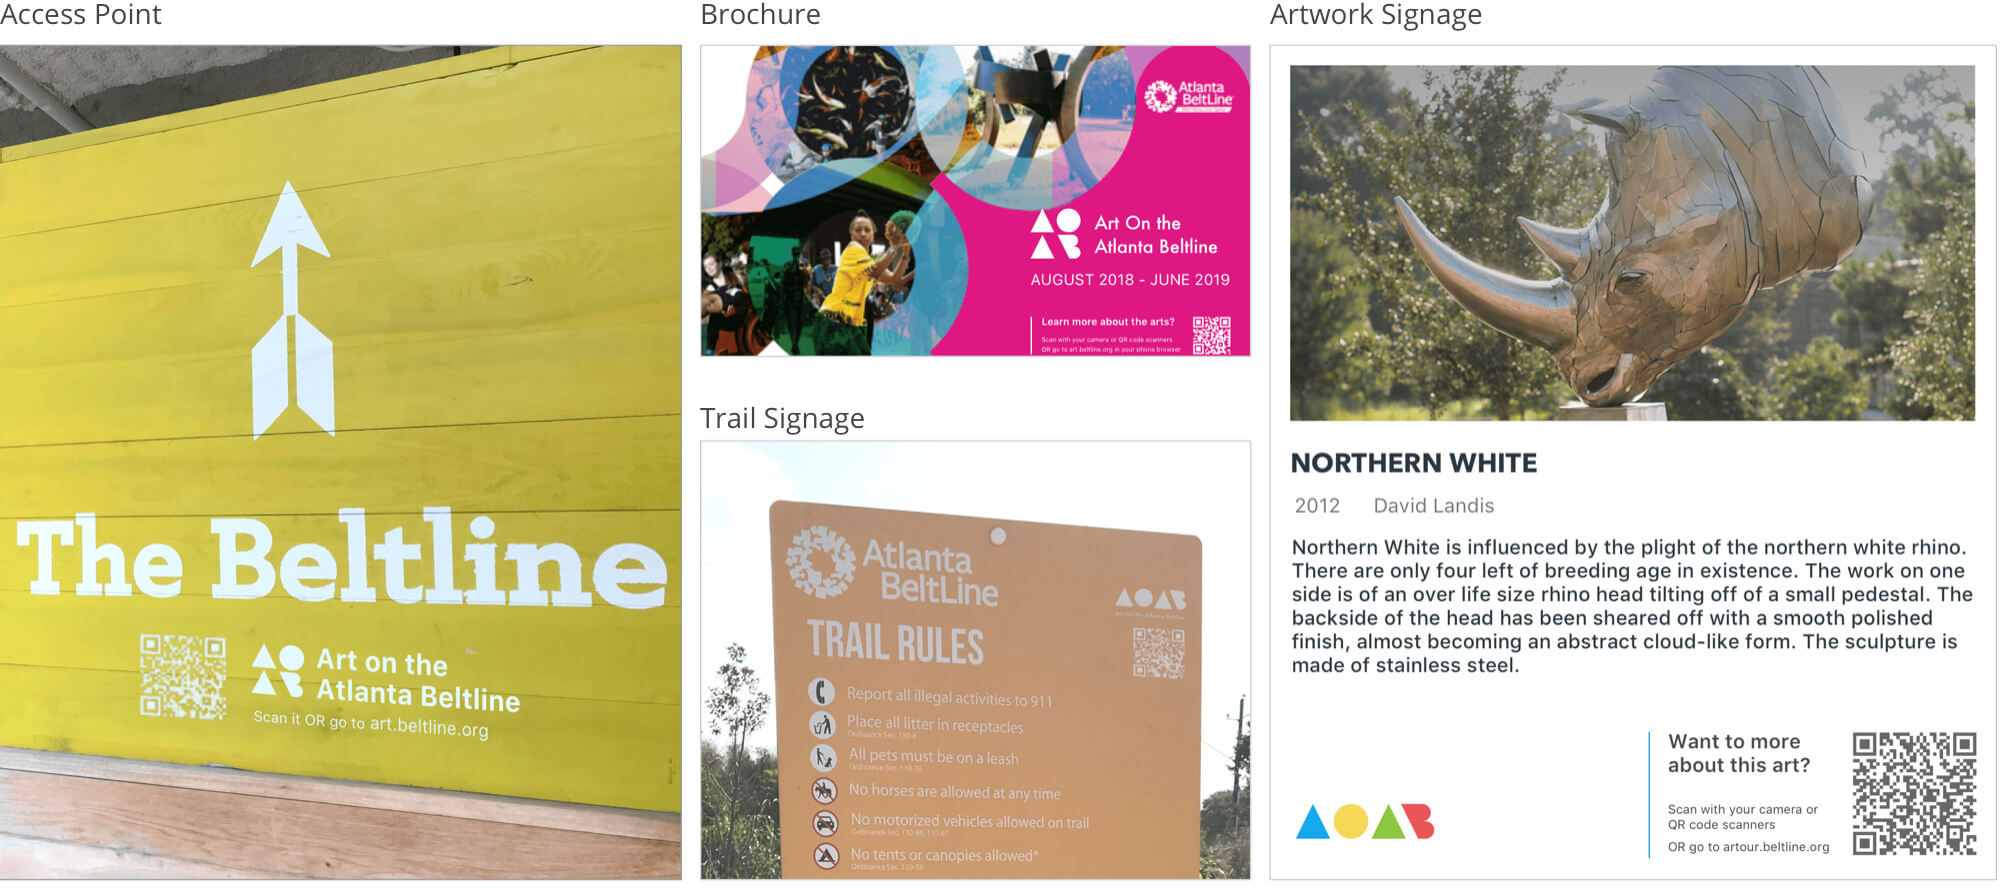 Access Point
The Beltline
Art on the
Atlanta Beltline
Scan it OR go to art.beltline.org
Brochure
Atlanta
BeltLine
Art On the
Atlanta Beltline
AUGUST 2018 - JUNE 2019
Learn more about the arts?
Scan with your camera or QR code scanners
OR go to art.beltline.org in your phone browser
Trail Signage
Atlanta
BeltLine
Art On the Atlanta Beltline
TRAIL RULES
Report all illegal activities to 911
Place all litter in receptacles
Ordinance Sec. 130-6
All pets must be on a leash
Ordinance Sec. 110-70
No horses are allowed at any time
No motorized vehicles allowed on trail
Ordinance Sec. 110-86, 110-87
No tents or canopies allowed*
Ordinance Sec. 110-59
Artwork Signage
NORTHERN WHITE
2012 David Landis
Northern White is influenced by the plight of the northern white rhino.
There are only four left of breeding age in existence. The work on one
side is of an over life size rhino head tilting off of a small pedestal. The
backside of the head has been sheared off with a smooth polished
finish, almost becoming an abstract cloud-like form. The sculpture is
made of stainless steel.
Want to more
about this art?
Scan with your camera or
QR code scanners
OR go to artour.beltline.org